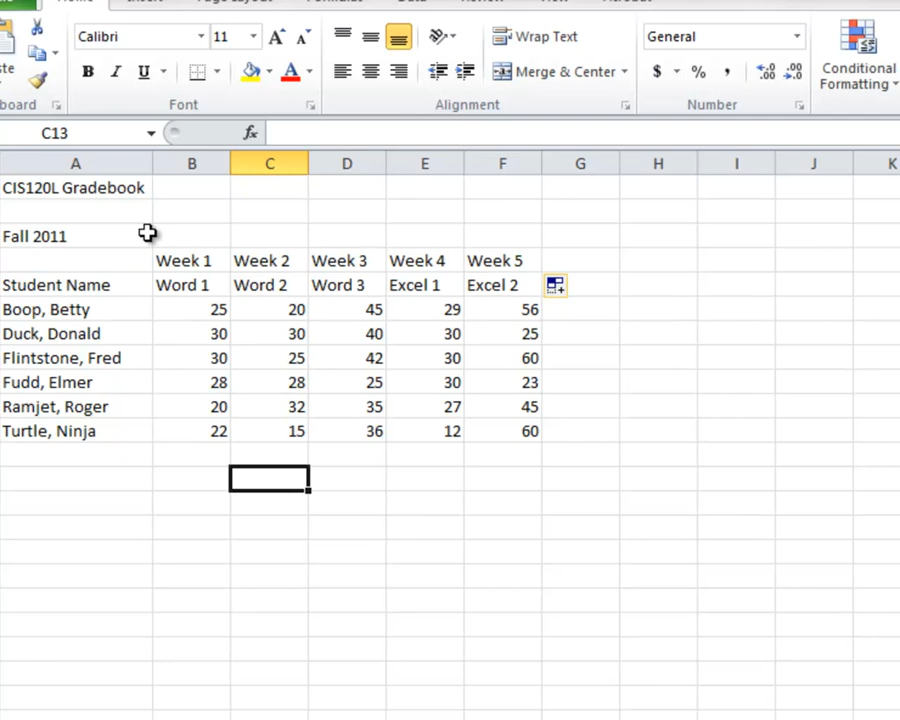 Calibri 11 Wrap Text General
B I U Merge & Center $ % , Conditional
Formatting
Font Alignment Number
C13 fx
A B C D E F G H I J K
CIS120L Gradebook
Fall 2011
Week 1 Week 2 Week 3 Week 4 Week 5
Student Name Word 1 Word 2 Word 3 Excel 1 Excel 2
Boop, Betty 25 20 45 29 56
Duck, Donald 30 30 40 30 25
Flintstone, Fred 30 25 42 30 60
Fudd, Elmer 28 28 25 30 23
Ramjet, Roger 20 32 35 27 45
Turtle, Ninja 22 15 36 12 60